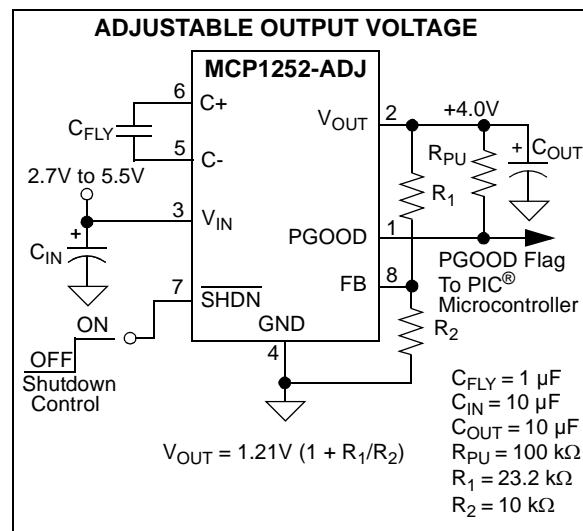 ADJUSTABLE OUTPUT VOLTAGE
MCP1252-ADJ
6
C+
CFLY
5
C-
VOUT
2
+4.0V
+
COUT
RPU
R1
2.7V to 5.5V
3
VIN
+
CIN
PGOOD
1
PGOOD Flag
To PIC®
Microcontroller
7
SHDN
FB
8
R2
ON
OFF
Shutdown
Control
GND
4
VOUT = 1.21V (1 + R1/R2)
CFLY = 1 µF
CIN = 10 µF
COUT = 10 µF
RPU = 100 kΩ
R1 = 23.2 kΩ
R2 = 10 kΩ